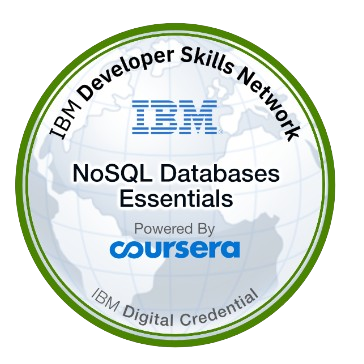 IBM Developer Skills Network
IBM
NoSQL Databases
Essentials
Powered By
coursera
IBM Digital Credential